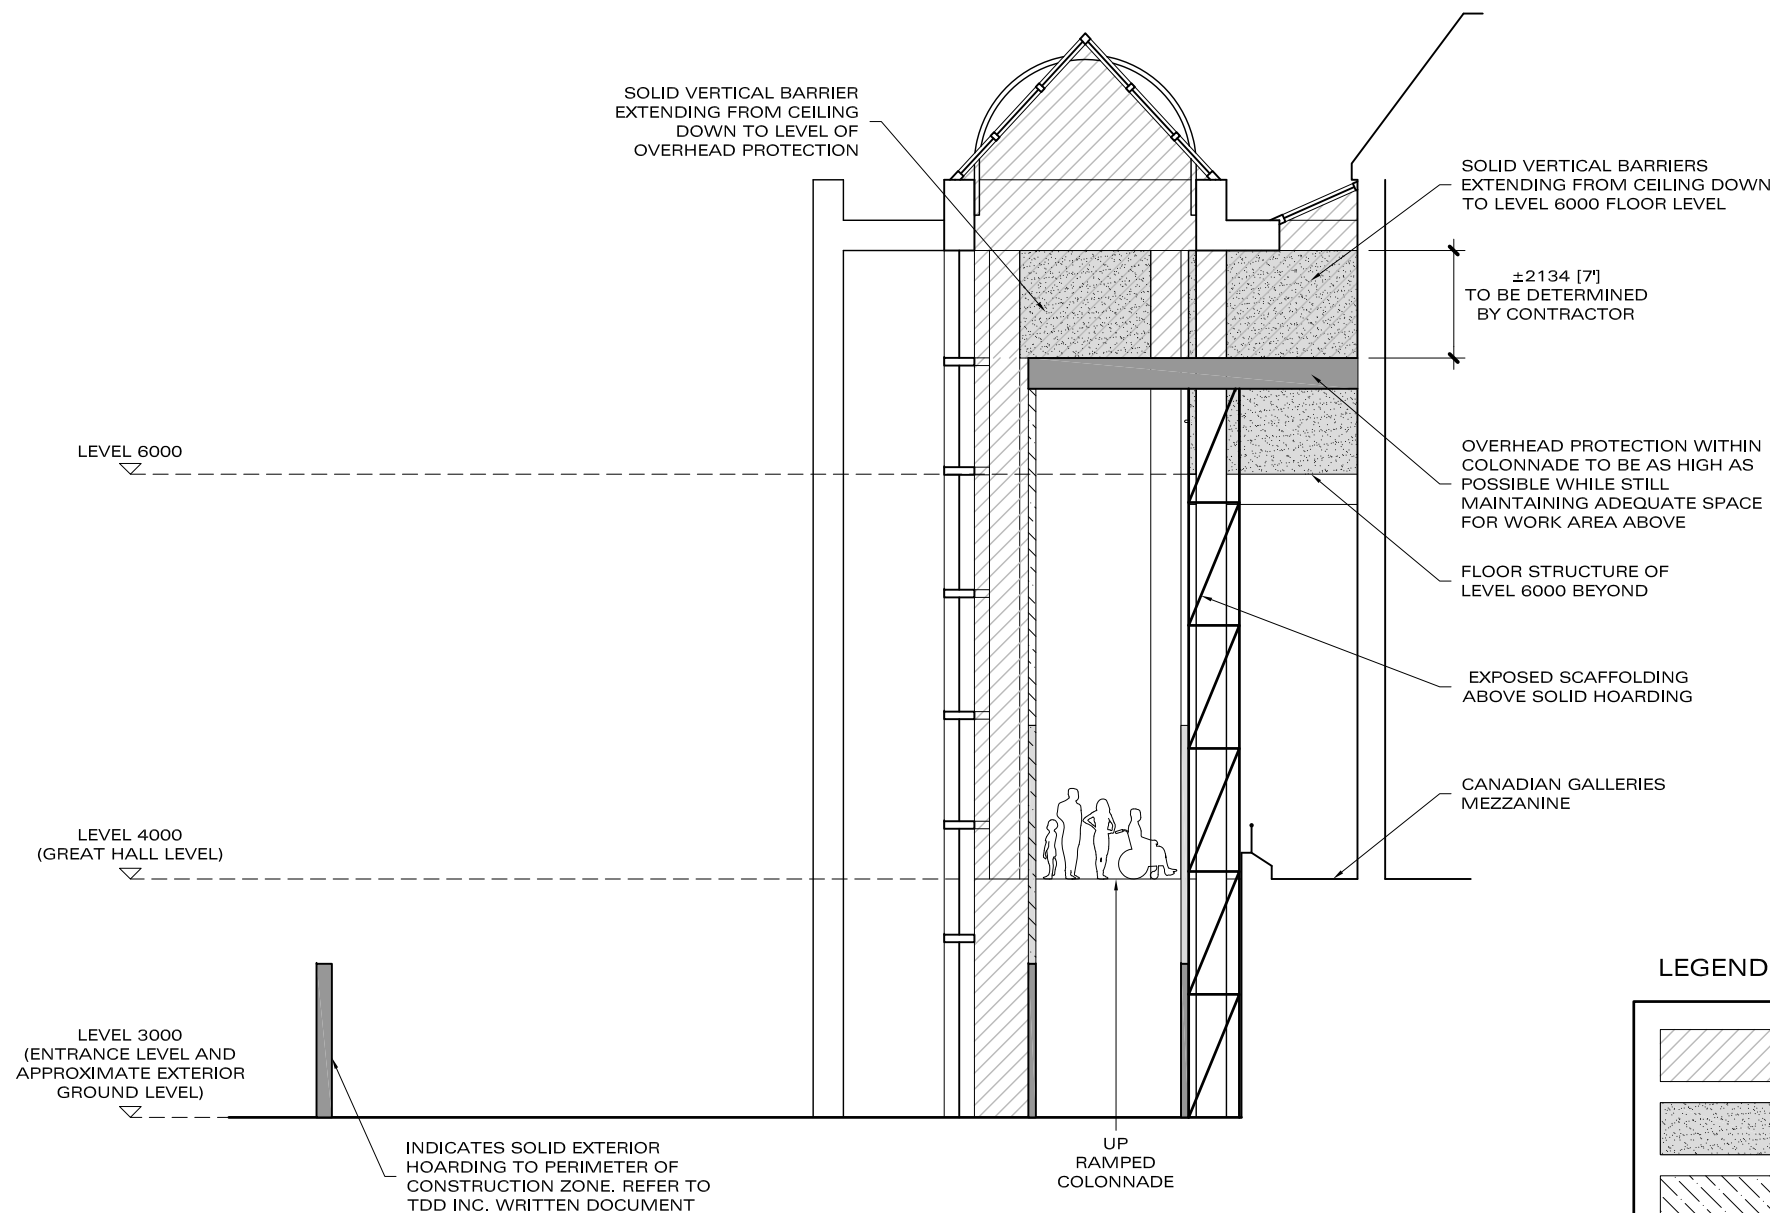 SOLID VERTICAL BARRIER
EXTENDING FROM CEILING
DOWN TO LEVEL OF
OVERHEAD PROTECTION
SOLID VERTICAL BARRIERS
EXTENDING FROM CEILING DOWN
TO LEVEL 6000 FLOOR LEVEL
±2134 [7']
TO BE DETERMINED
BY CONTRACTOR
LEVEL 6000
OVERHEAD PROTECTION WITHIN
COLONNADE TO BE AS HIGH AS
POSSIBLE WHILE STILL
MAINTAINING ADEQUATE SPACE
FOR WORK AREA ABOVE
FLOOR STRUCTURE OF
LEVEL 6000 BEYOND
EXPOSED SCAFFOLDING
ABOVE SOLID HOARDING
CANADIAN GALLERIES
MEZZANINE
LEVEL 4000
(GREAT HALL LEVEL)
LEGEND
LEVEL 3000
(ENTRANCE LEVEL AND
APPROXIMATE EXTERIOR
GROUND LEVEL)
INDICATES SOLID EXTERIOR
HOARDING TO PERIMETER OF
CONSTRUCTION ZONE. REFER TO
TDD INC. WRITTEN DOCUMENT
UP
RAMPED
COLONNADE